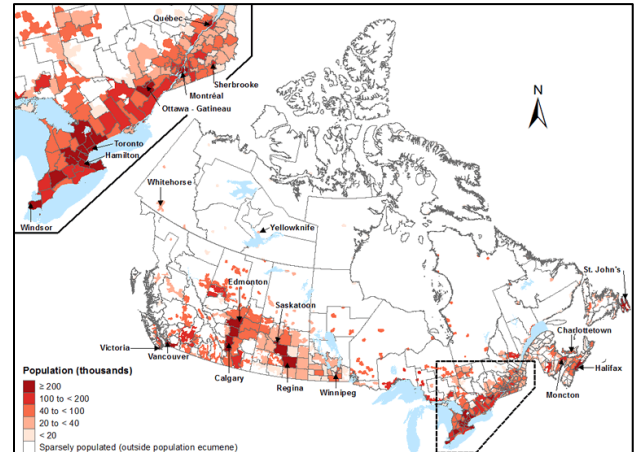 Québec
Sherbrooke
Montréal
Ottawa - Gatineau
Toronto
Hamilton
Windsor
N
Whitehorse
Yellowknife
Edmonton
Saskatoon
St. John's
Charlottetown
Victoria
Vancouver
Calgary
Regina
Winnipeg
Halifax
Moncton
Population (thousands)
≥ 200
100 to < 200
40 to < 100
20 to < 40
< 20
Sparsely populated (outside population ecumene)